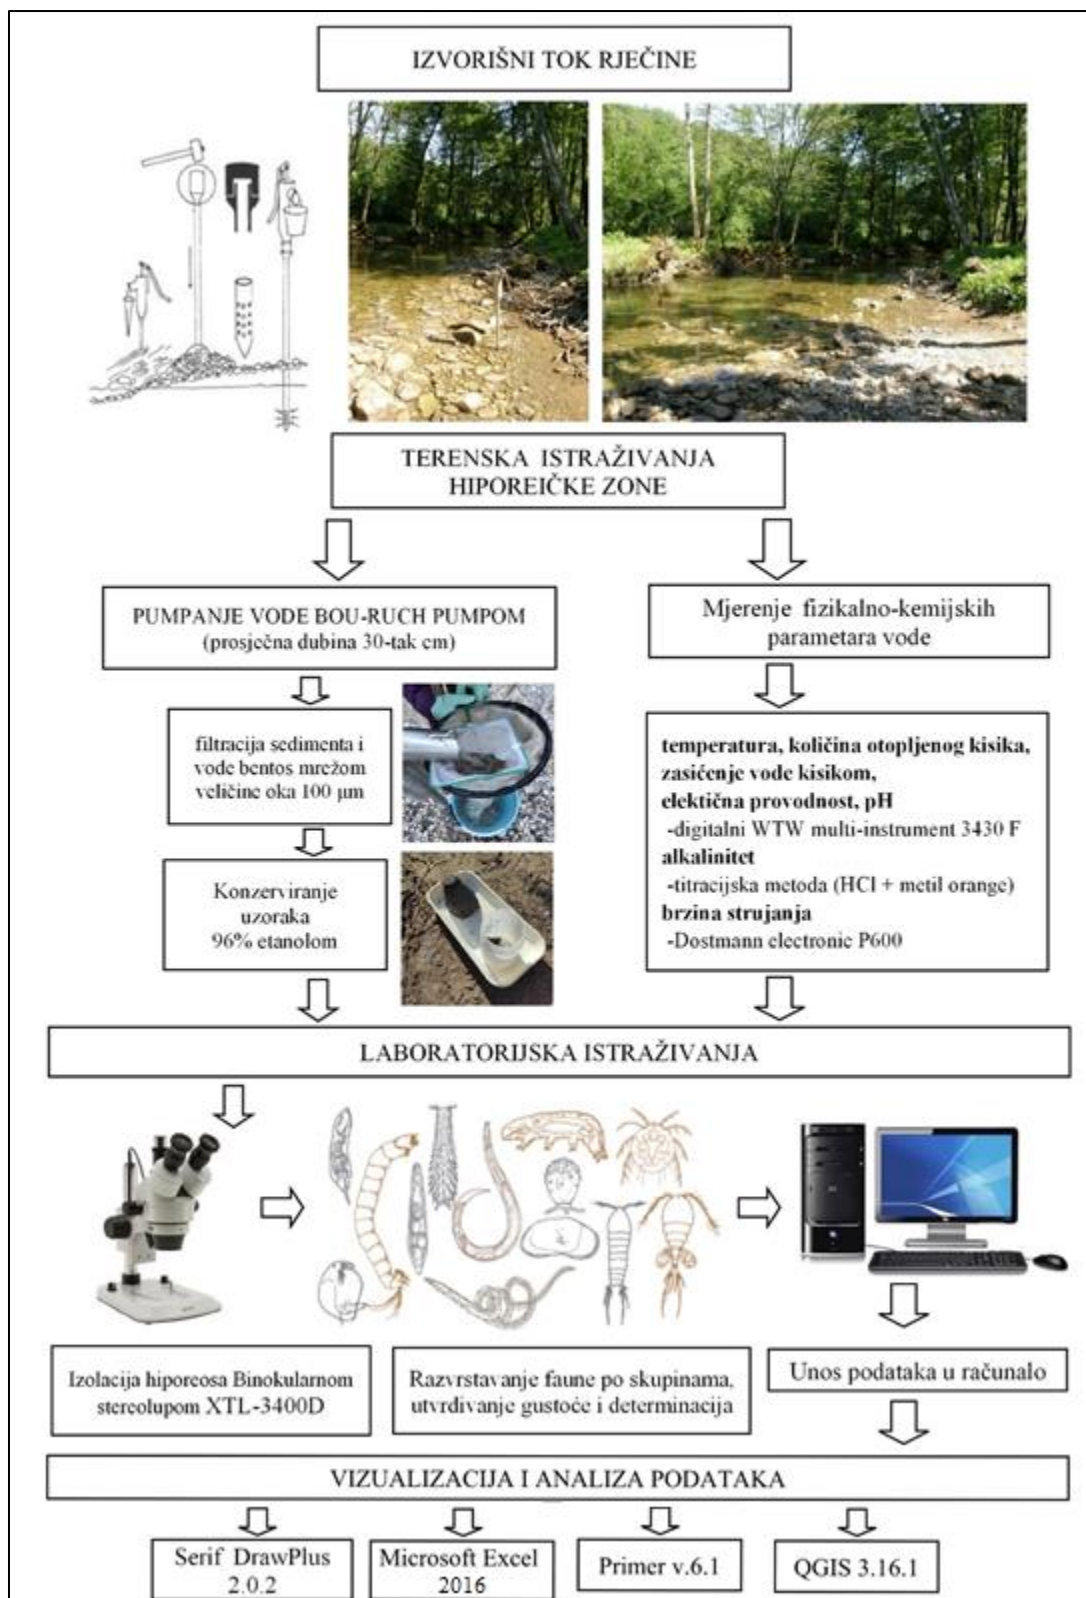 IZVORIŠNI TOK RJEČINE
TERENSKA ISTRAŽIVANJA
HIPOREIČKE ZONE
PUMPANJE VODE BOU-RUCH PUMPOM
(prosječna dubina 30-tak cm)
filtracija sedimenta i
vode bentos mrežom
veličine oka 100 μm
Konzerviranje
uzoraka
96% etanolom
Mjerenje fizikalno-kemijskih
parametara vode
temperatura, količina otopljenog kisika,
zasićenje vode kisikom,
elektična provodnost, pH
-digitalni WTW multi-instrument 3430 F
alkalinitet
-titracijska metoda (HCl + metil orange)
brzina strujanja
-Dostmann electronic P600
LABORATORIJSKA ISTRAŽIVANJA
Izolacija hiporeosa Binokularnom
stereolupom XTL-3400D
Razvrstavanje faune po skupinama,
utvrđivanje gustoće i determinacija
Unos podataka u računalo
VIZUALIZACIJA I ANALIZA PODATAKA
Serif DrawPlus
2.0.2
Microsoft Excel
2016
Primer v.6.1
QGIS 3.16.1